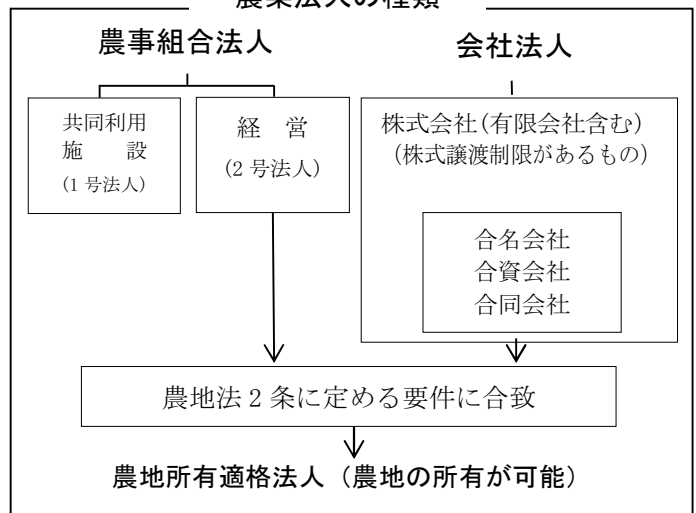 農業法人の種類
農事組合法人
会社法人
共同利用
施　設
(1 号法人)
経　営
(2 号法人)
株式会社(有限会社含む)
(株式譲渡制限があるもの)
合名会社
合資会社
合同会社
農地法 2 条に定める要件に合致
農地所有適格法人（農地の所有が可能）